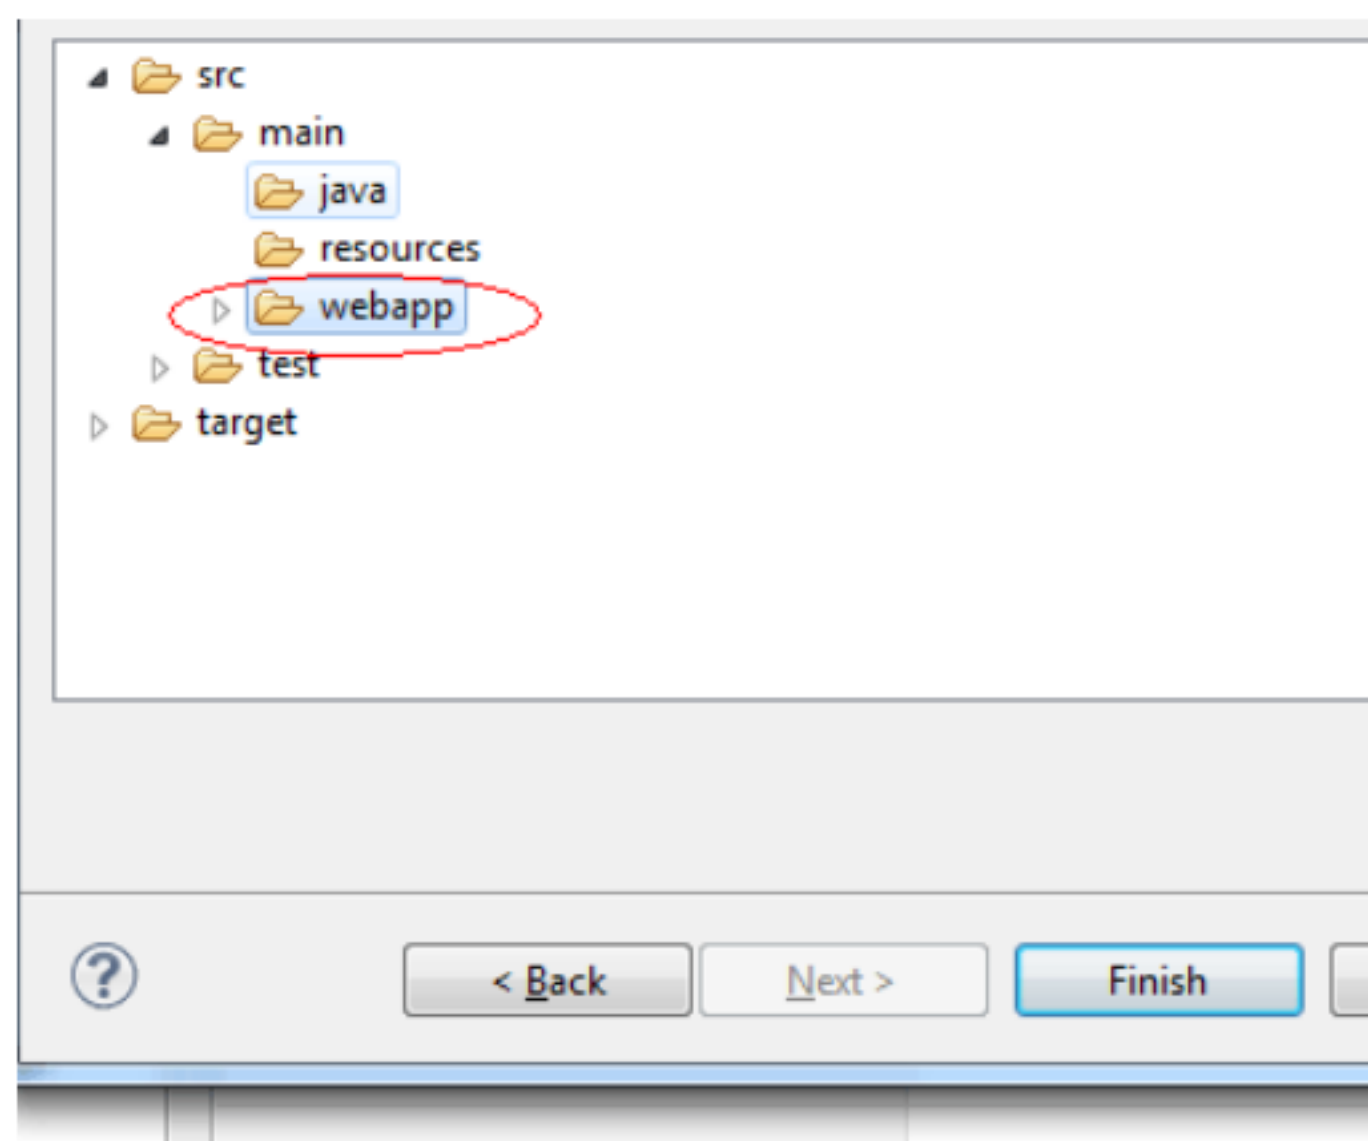 src
main
java
resources
webapp
test
target
?
< Back
Next >
Finish